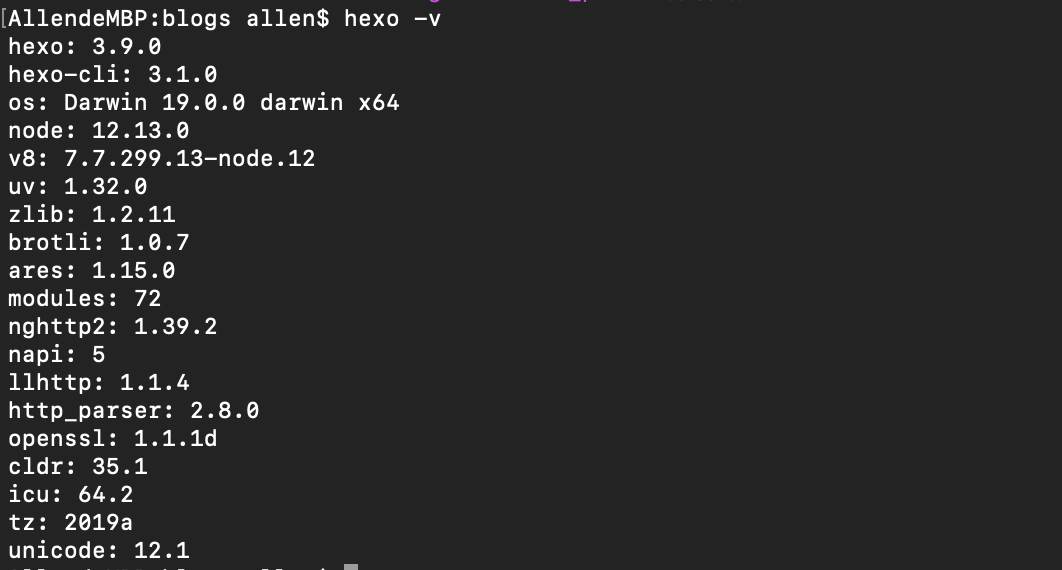 [AllendeMBP:blogs allen$ hexo -v
hexo: 3.9.0
hexo-cli: 3.1.0
os: Darwin 19.0.0 darwin x64
node: 12.13.0
v8: 7.7.299.13-node.12
uv: 1.32.0
zlib: 1.2.11
brotli: 1.0.7
ares: 1.15.0
modules: 72
nghttp2: 1.39.2
napi: 5
llhttp: 1.1.4
http_parser: 2.8.0
openssl: 1.1.1d
cldr: 35.1
icu: 64.2
tz: 2019a
unicode: 12.1